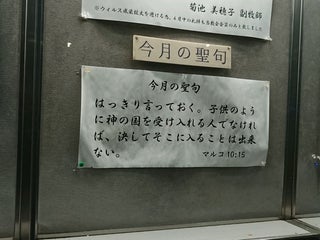 菊池 美穂子 副牧師
今月の聖句
今月の聖句
はっきり言っておく。子供のよう
に神の国を受け入れる人でなけれ
ば、決してそこに入ることは出来
ない。
マルコ 10:15